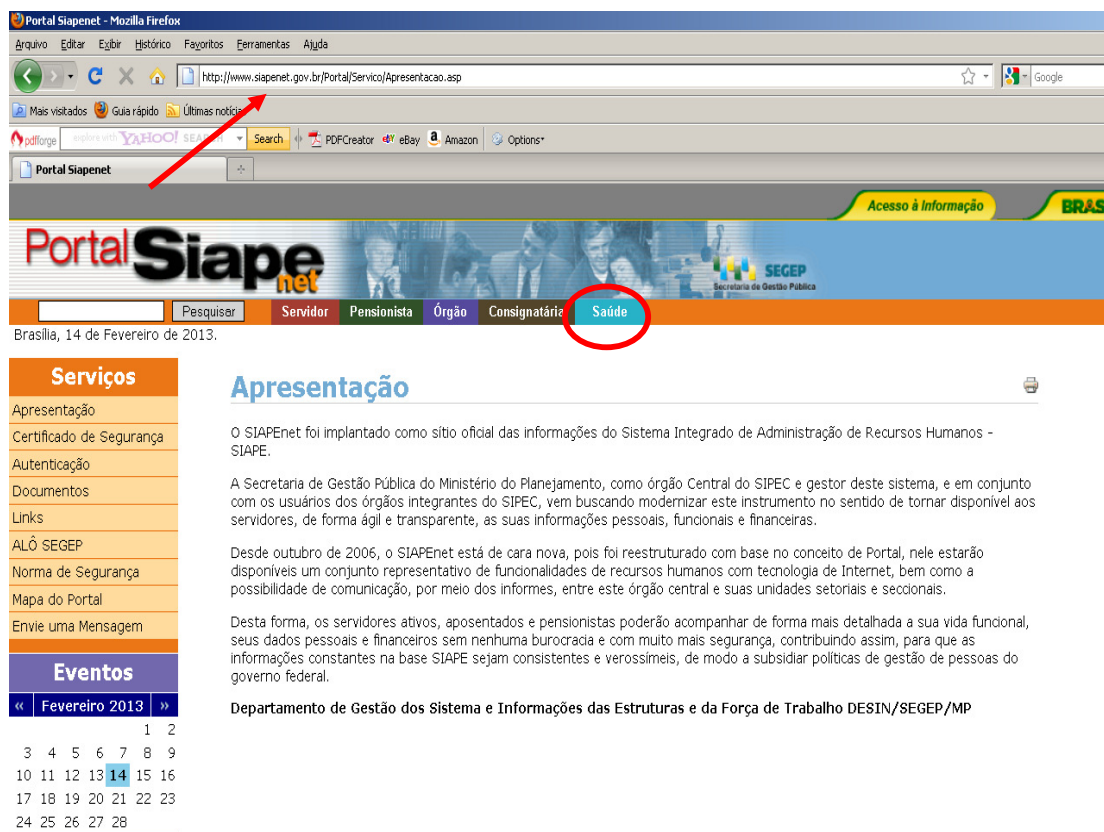 Portal Siapenet - Mozilla Firefox
Arquivo Editar Exibir Histórico Favoritos Ferramentas Ajuda
http://www.siapenet.gov.br/Portal/Servico/Apresentacao.asp
Google
Mais visitados Guia rápido Últimas notícias
pdfforge explore with YAHOO! SEARCH Search PDFCreator eBay Amazon Options
Portal Siapenet
Acesso à Informação
BRAS
Portal Siape
net
SEGEP
Secretaria de Gestão Pública
Pesquisar Servidor Pensionista Órgão Consignatária Saúde
Brasília, 14 de Fevereiro de 2013.
Serviços
Apresentação
Certificado de Segurança
Autenticação
Documentos
Links
ALÔ SEGEP
Norma de Segurança
Mapa do Portal
Envie uma Mensagem
Eventos
« Fevereiro 2013 »
1 2
3 4 5 6 7 8 9
10 11 12 13 14 15 16
17 18 19 20 21 22 23
24 25 26 27 28
Apresentação
O SIAPEnet foi implantado como sítio oficial das informações do Sistema Integrado de Administração de Recursos Humanos -
SIAPE.
A Secretaria de Gestão Pública do Ministério do Planejamento, como órgão Central do SIPEC e gestor deste sistema, e em conjunto
com os usuários dos órgãos integrantes do SIPEC, vem buscando modernizar este instrumento no sentido de tornar disponível aos
servidores, de forma ágil e transparente, as suas informações pessoais, funcionais e financeiras.
Desde outubro de 2006, o SIAPEnet está de cara nova, pois foi reestruturado com base no conceito de Portal, nele estarão
disponíveis um conjunto representativo de funcionalidades de recursos humanos com tecnologia de Internet, bem como a
possibilidade de comunicação, por meio dos informes, entre este órgão central e suas unidades setoriais e seccionais.
Desta forma, os servidores ativos, aposentados e pensionistas poderão acompanhar de forma mais detalhada a sua vida funcional,
seus dados pessoais e financeiros sem nenhuma burocracia e com muito mais segurança, contribuindo assim, para que as
informações constantes na base SIAPE sejam consistentes e verossímeis, de modo a subsidiar políticas de gestão de pessoas do
governo federal.
Departamento de Gestão dos Sistema e Informações das Estruturas e da Força de Trabalho DESIN/SEGEP/MP